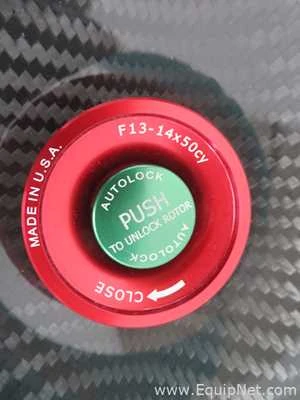 F13-14x50cy
MADE IN U.S.A.
AUTOLOCK
PUSH
TO UNLOCK ROTOR
AUTOLOCK
CLOSE
www.EquipNet.com